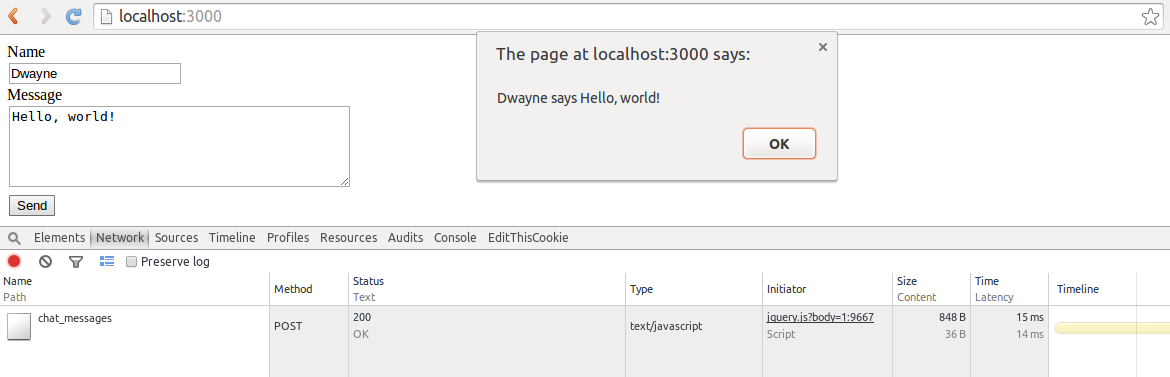 localhost:3000
Name
Dwayne
Message
Hello, world!
Send
The page at localhost:3000 says:
×
Dwayne says Hello, world!
OK
Elements Network Sources Timeline Profiles Resources Audits Console EditThisCookie
Preserve log
Name Method Status Type Initiator Size Time Timeline
Path Text Content Latency
chat_messages POST 200 text/javascript jquery.js?body=1:9667 848 B 15 ms
OK Script 36 B 14 ms